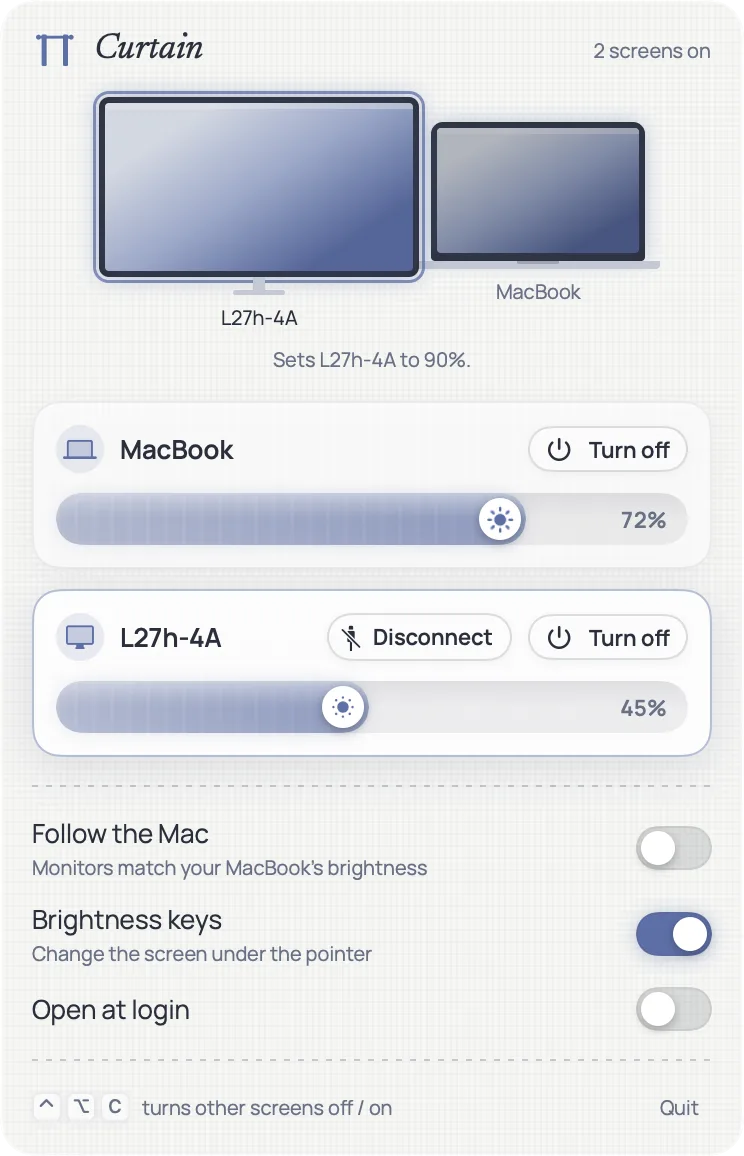 Curtain
2 screens on
L27h-4A
MacBook
Sets L27h-4A to 90%.
MacBook
Turn off
72%
L27h-4A
Disconnect
Turn off
45%
Follow the Mac
Monitors match your MacBook's brightness
Brightness keys
Change the screen under the pointer
Open at login
⌃ ⌥ C turns other screens off / on
Quit